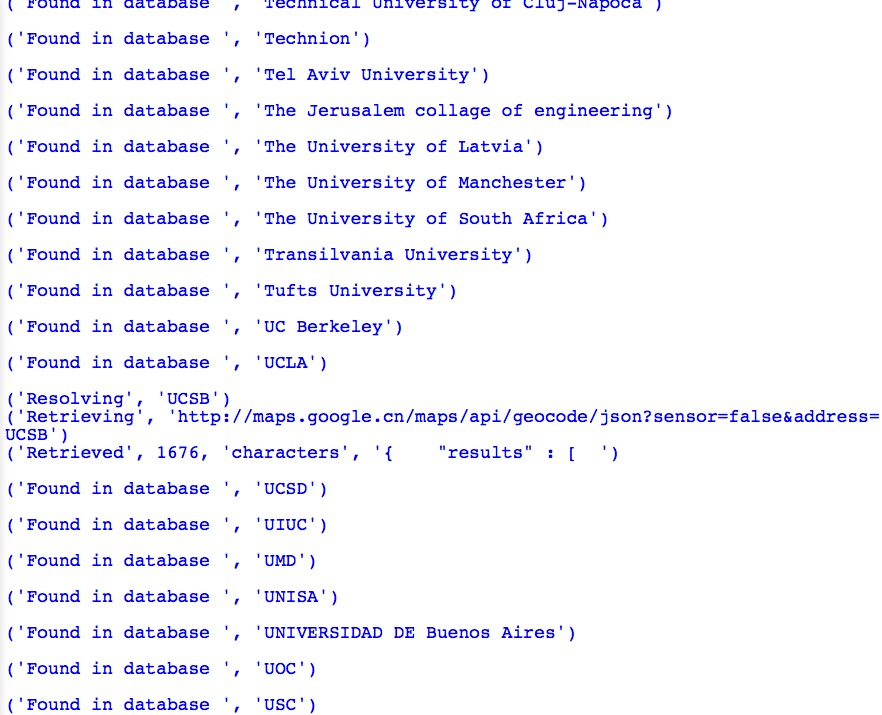 ('Found in database ', 'Technical University of Cluj-Napoca')
('Found in database ', 'Technion')
('Found in database ', 'Tel Aviv University')
('Found in database ', 'The Jerusalem collage of engineering')
('Found in database ', 'The University of Latvia')
('Found in database ', 'The University of Manchester')
('Found in database ', 'The University of South Africa')
('Found in database ', 'Transilvania University')
('Found in database ', 'Tufts University')
('Found in database ', 'UC Berkeley')
('Found in database ', 'UCLA')
('Resolving', 'UCSB')
('Retrieving', 'http://maps.google.cn/maps/api/geocode/json?sensor=false&address=
UCSB')
('Retrieved', 1676, 'characters', '{    "results" : [  ')
('Found in database ', 'UCSD')
('Found in database ', 'UIUC')
('Found in database ', 'UMD')
('Found in database ', 'UNISA')
('Found in database ', 'UNIVERSIDAD DE Buenos Aires')
('Found in database ', 'UOC')
('Found in database ', 'USC')